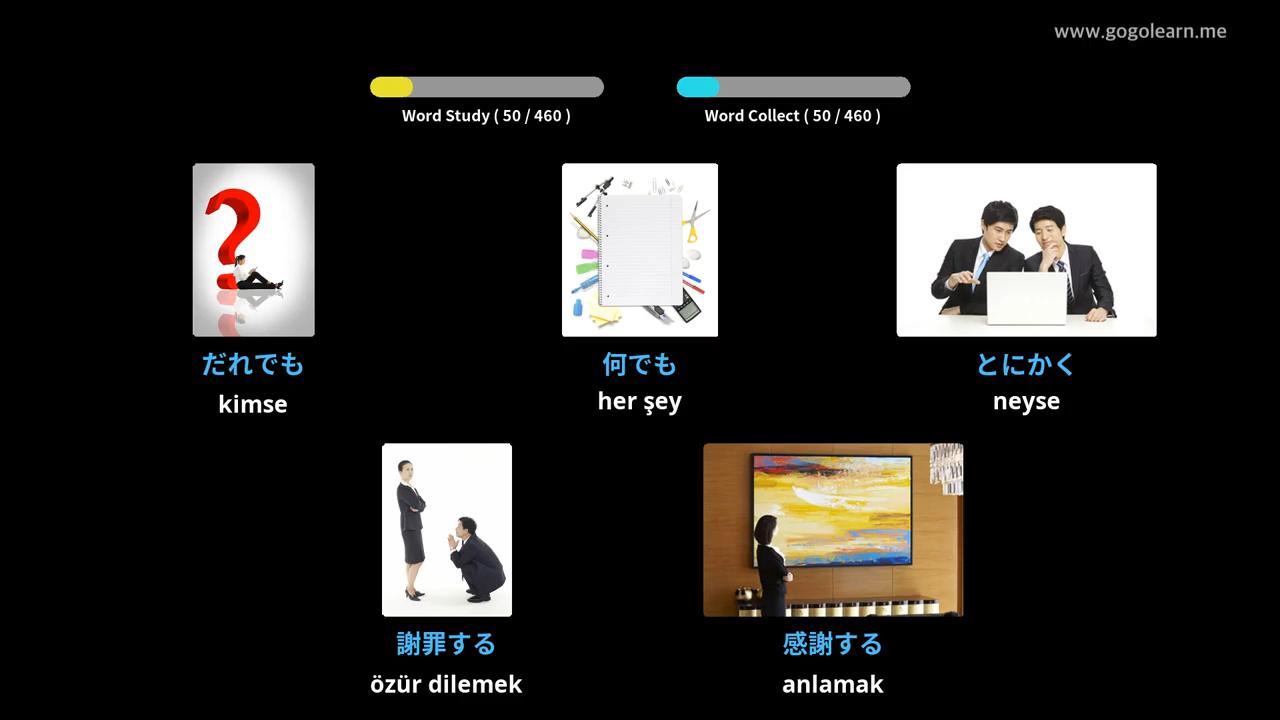 www.gogolearn.me
Word Study ( 50 / 460 )
Word Collect ( 50 / 460 )
だれでも
kimse
何でも
her şey
とにかく
neyse
謝罪する
özür dilemek
感謝する
anlamak